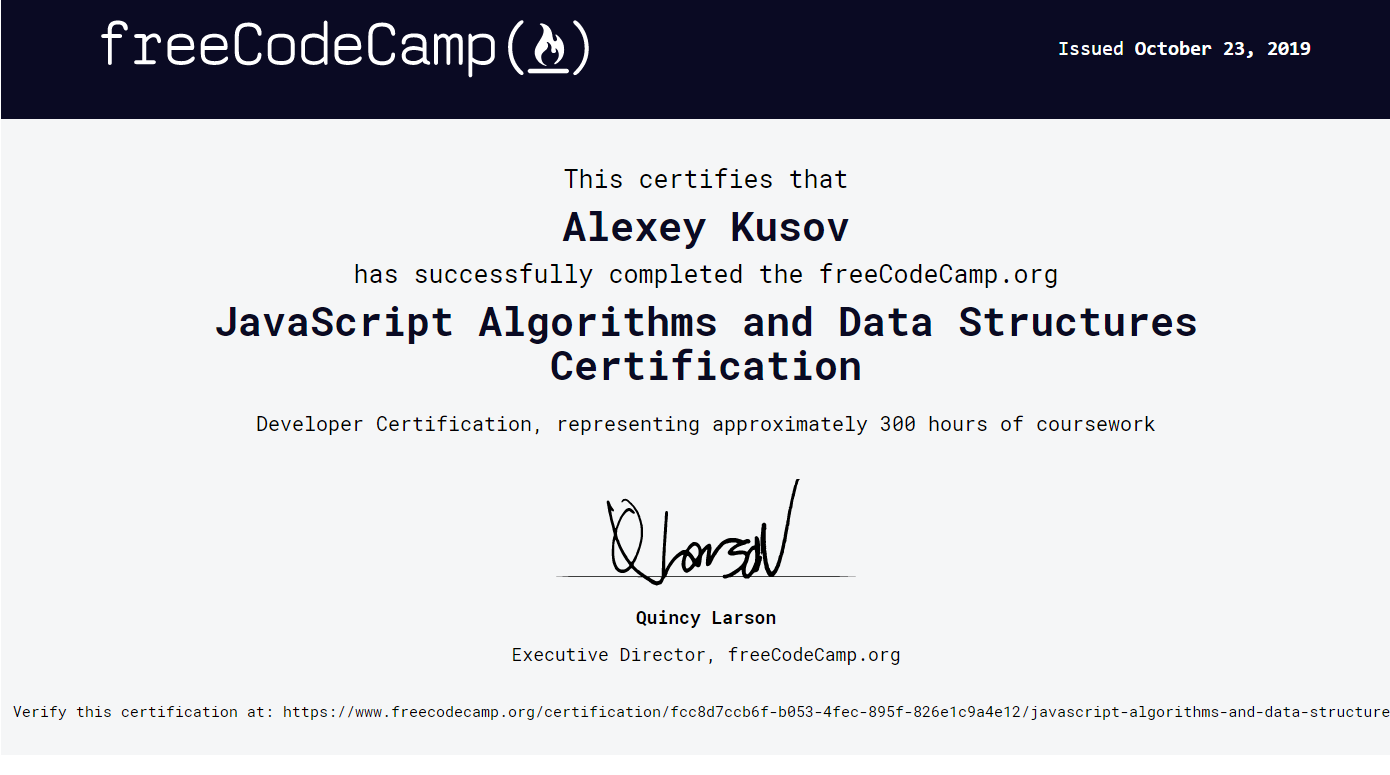 freeCodeCamp(🔥)
Issued October 23, 2019
This certifies that
Alexey Kusov
has successfully completed the freeCodeCamp.org
JavaScript Algorithms and Data Structures
Certification
Developer Certification, representing approximately 300 hours of coursework
Q Larson
Quincy Larson
Executive Director, freeCodeCamp.org
Verify this certification at: https://www.freecodecamp.org/certification/fcc8d7ccb6f-b053-4fec-895f-826e1c9a4e12/javascript-algorithms-and-data-structure